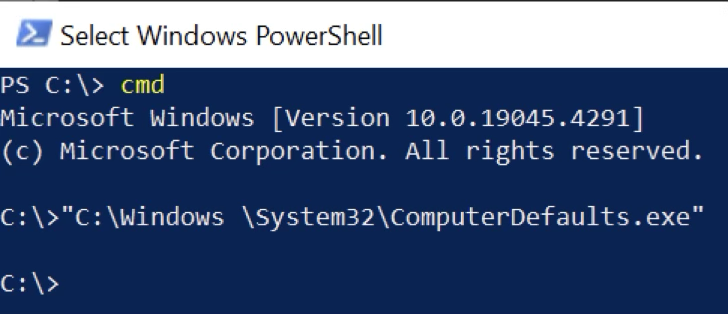 Select Windows PowerShell
PS C:\> cmd
Microsoft Windows [Version 10.0.19045.4291]
(c) Microsoft Corporation. All rights reserved.
C:\>"C:\Windows \System32\ComputerDefaults.exe"
C:\>